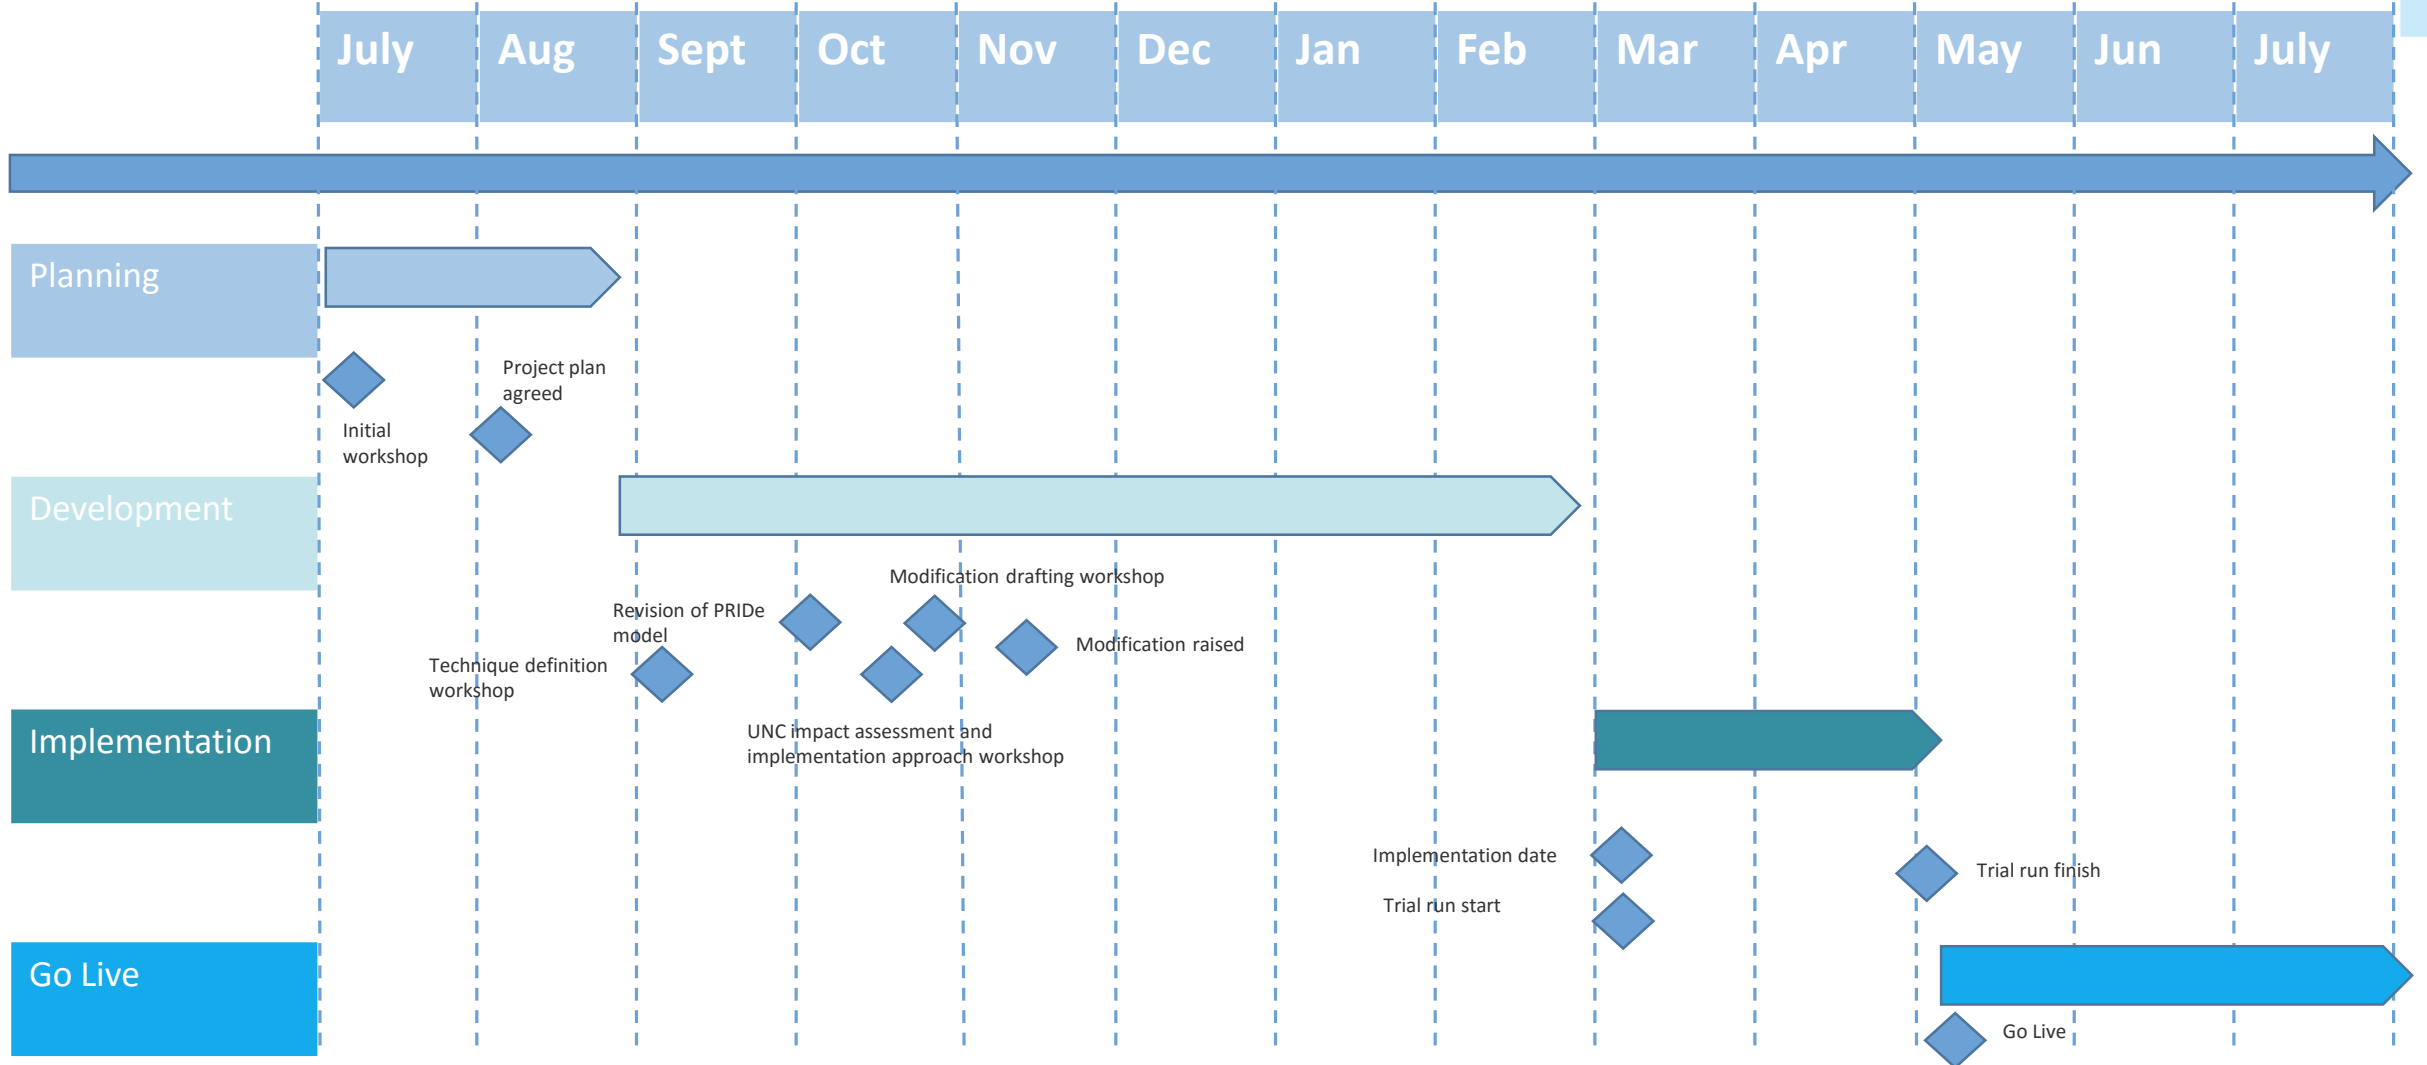 July Aug Sept Oct Nov Dec Jan Feb Mar Apr May Jun July
Planning
Initial
workshop
Project plan
agreed
Development
Technique definition
workshop
Revision of PRIDe
model
UNC impact assessment and
implementation approach workshop
Modification drafting workshop
Modification raised
Implementation
Implementation date
Trial run start
Trial run finish
Go Live
Go Live